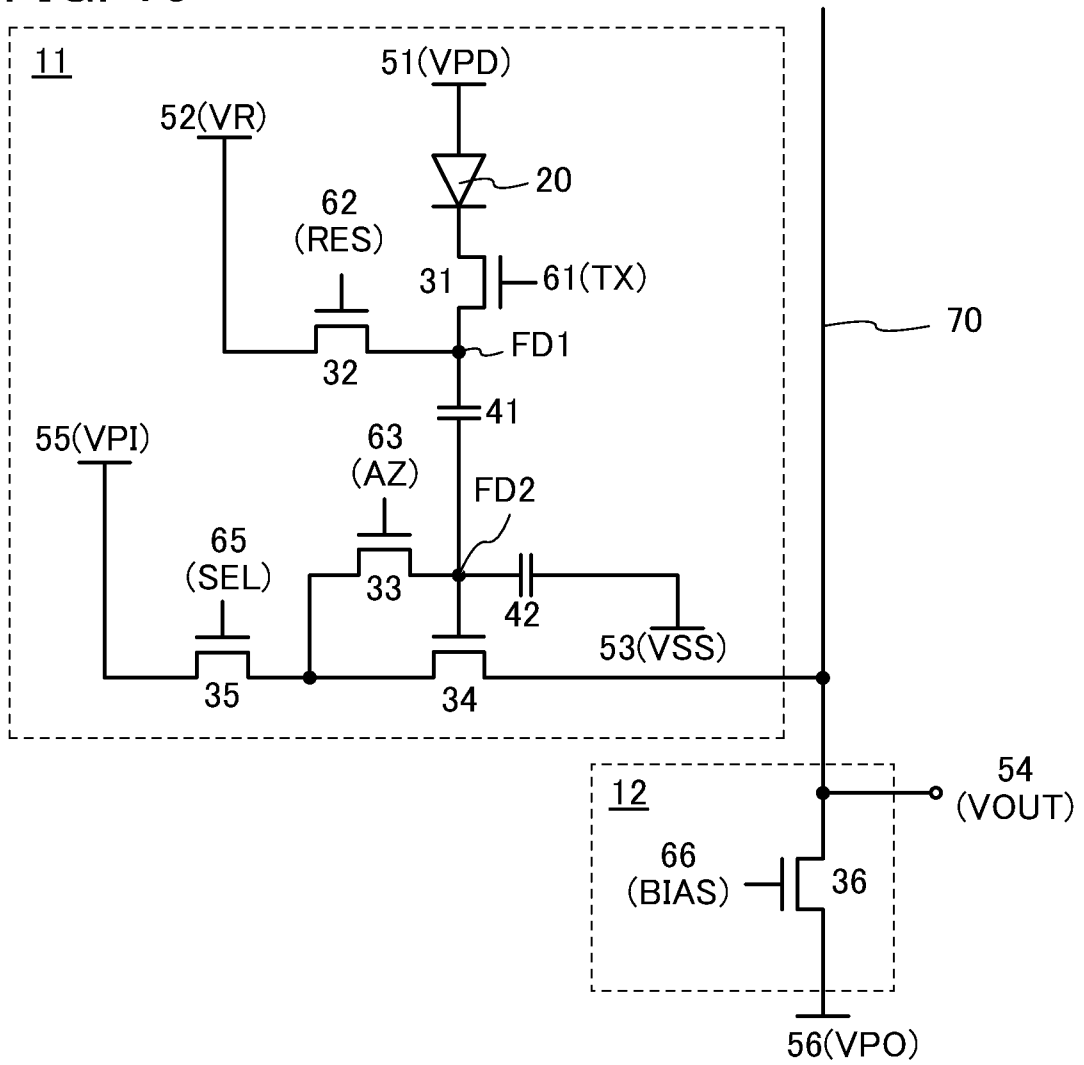 11
51(VPD)
52(VR)
20
62
(RES)
31
61(TX)
FD1
70
32
41
55(VPI)
63
(AZ)
FD2
65
(SEL)
33
42
53(VSS)
35
34
12
54
(VOUT)
66
(BIAS)
36
56(VPO)